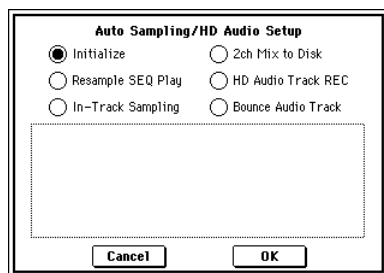 Auto Sampling/HD Audio Setup
Initialize
2ch Mix to Disk
Resample SEQ Play
HD Audio Track REC
In-Track Sampling
Bounce Audio Track
Cancel
OK